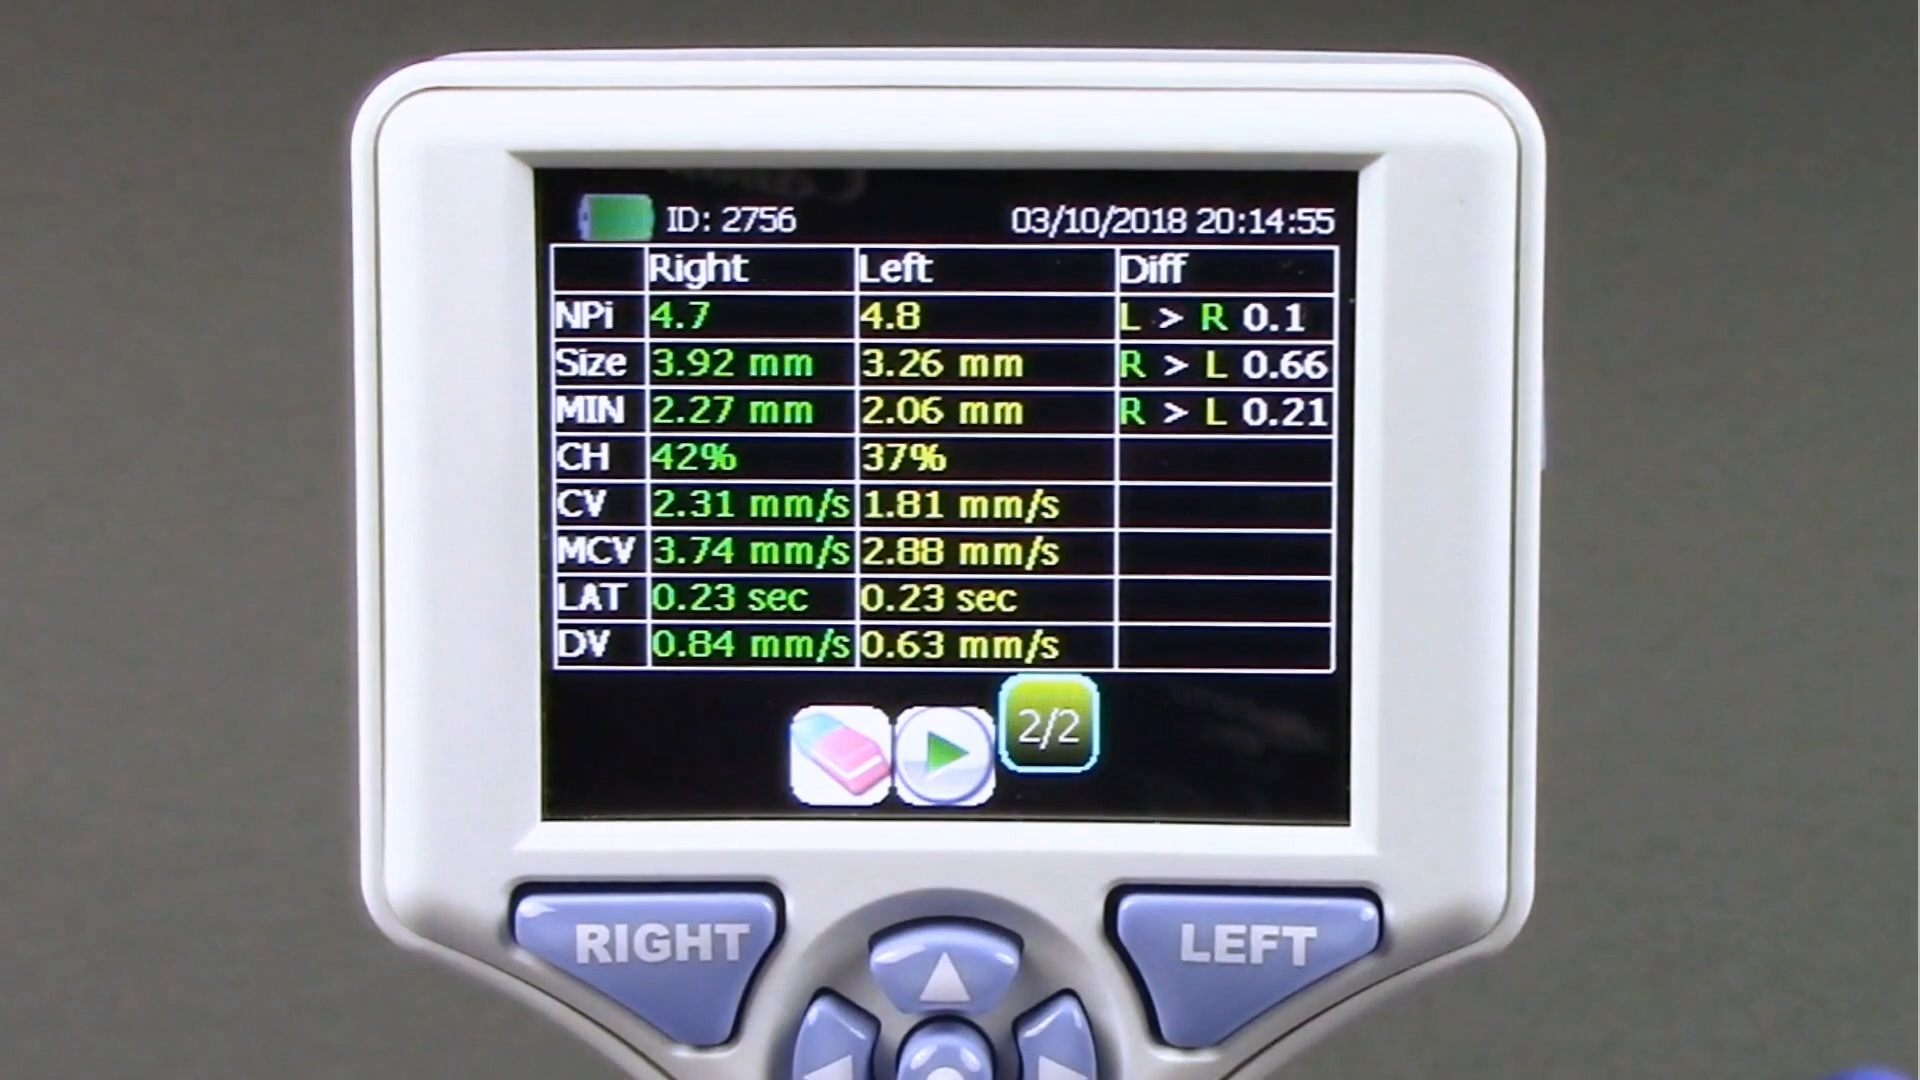 ID: 2756 03/10/2018 20:14:55
Right Left Diff
NPi 4.7 4.8 L > R 0.1
Size 3.92 mm 3.26 mm R > L 0.66
MIN 2.27 mm 2.06 mm R > L 0.21
CH 42% 37%
CV 2.31 mm/s 1.81 mm/s
MCV 3.74 mm/s 2.88 mm/s
LAT 0.23 sec 0.23 sec
DV 0.84 mm/s 0.63 mm/s
2/2
RIGHT LEFT